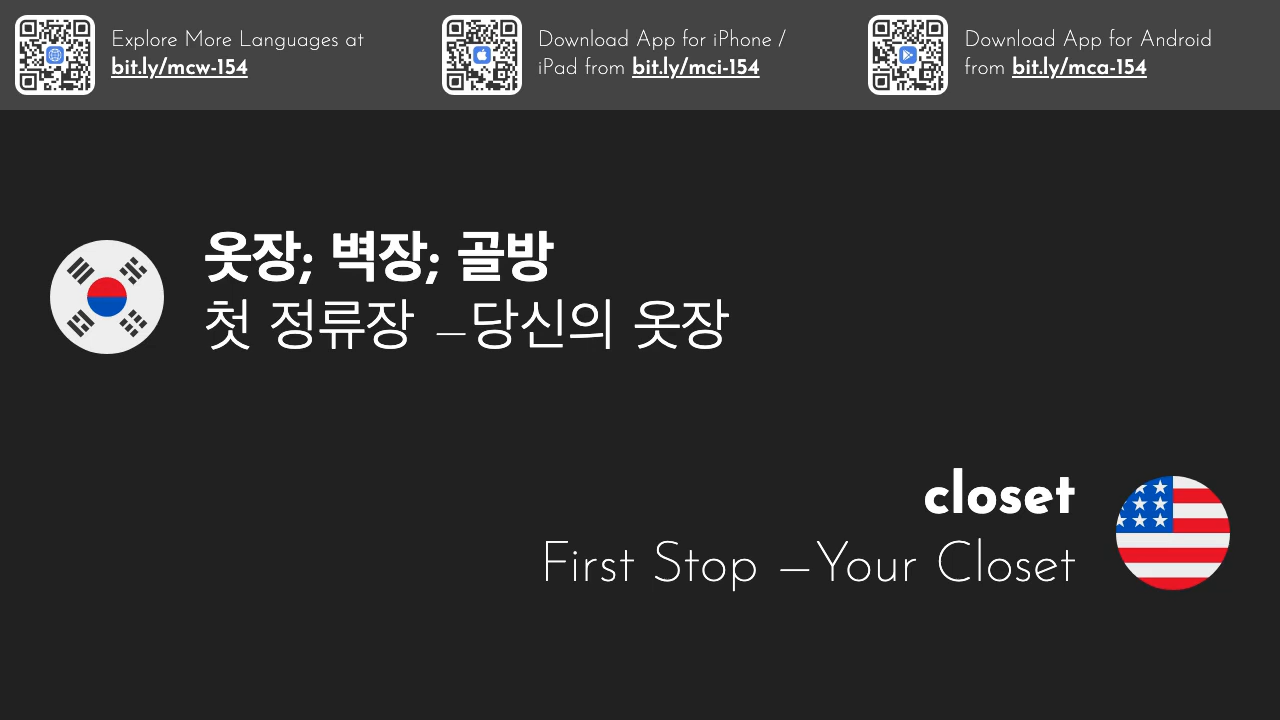 Explore More Languages at
bit.ly/mcw-154
Download App for iPhone /
iPad from bit.ly/mci-154
Download App for Android
from bit.ly/mca-154
옷장; 벽장; 골방
첫 정류장 —당신의 옷장
closet
First Stop —Your Closet